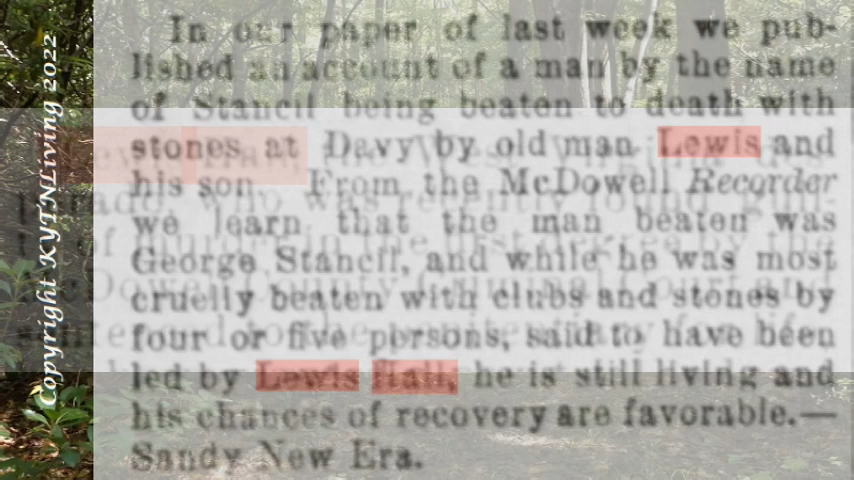 In our paper of last week we pub-
lished an account of a man by the name
of Stancil being beaten to death with
stones at Davy by old man Lewis and
his son. From the McDowell Recorder
we learn that the man beaten was
George Stancil, and while he was most
cruelly beaten with clubs and stones by
four or five persons, said to have been
led by Lewis Hall, he is still living and
his chances of recovery are favorable.—
Sandy New Era.
Copyright KYTNLiving 2022